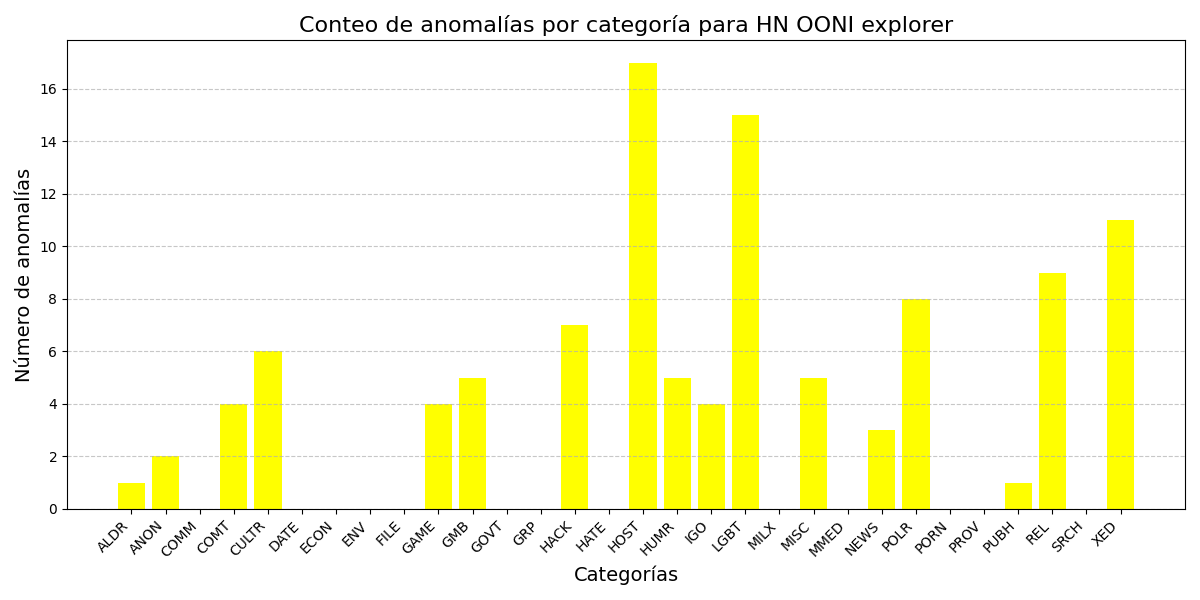 Conteo de anomalías por categoría para HN OONI explorer
Número de anomalías
16
14
12
10
8
6
4
2
0
ALDR
ANON
COMM
COMT
CULTR
DATE
ECON
ENV
FILE
GAME
GMB
GOVT
GRP
HACK
HATE
HOST
HUMR
IGO
LGBT
MILX
MISC
MMED
NEWS
POLR
PORN
PROV
PUBH
REL
SRCH
XED
Categorías